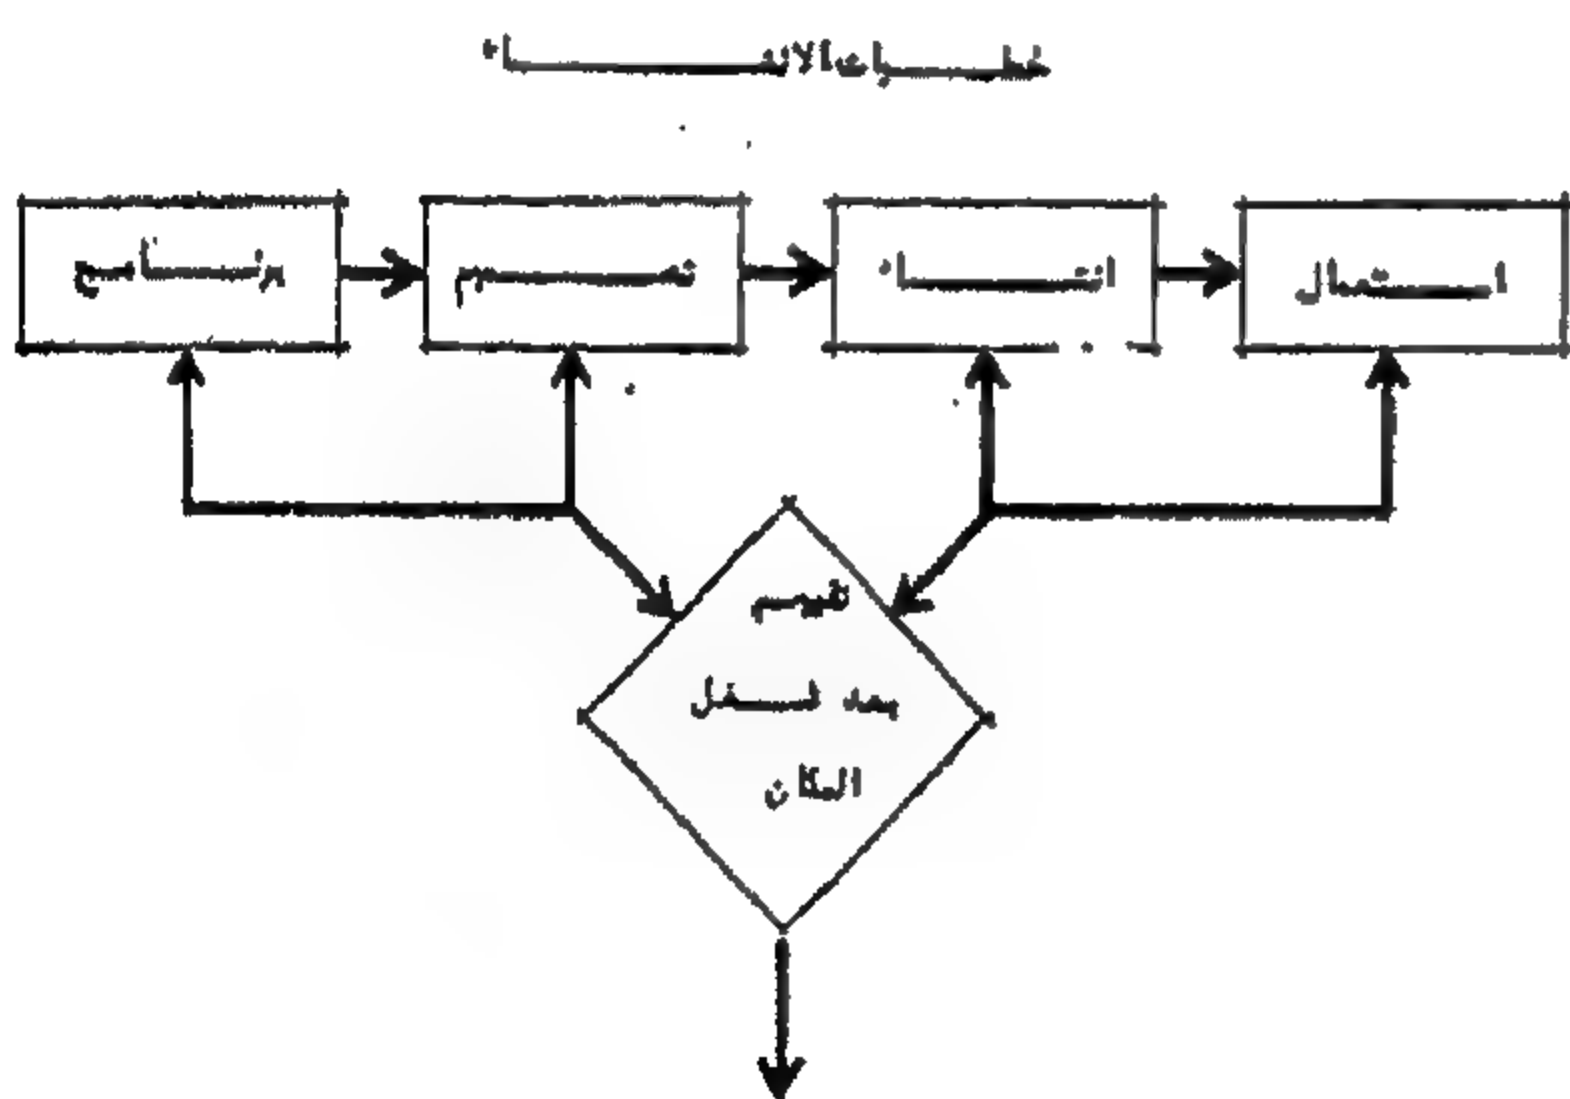 خطوات الانشاء
برنامج
تصميم
انشاء
استعمال
تقييم
بعد شغل
المكان